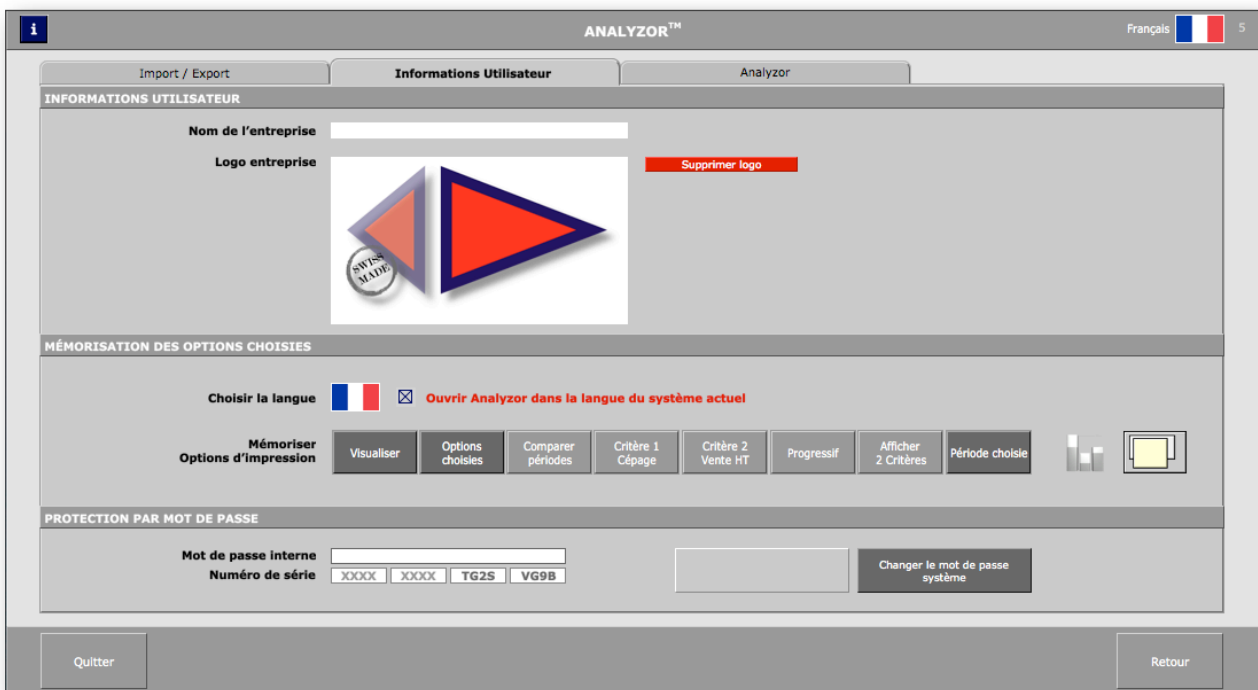 i
ANALYZOR™
Français
5
Import / Export
Informations Utilisateur
Analyzor
INFORMATIONS UTILISATEUR
Nom de l'entreprise
Logo entreprise
Supprimer logo
SWISS
MADE
MÉMORISATION DES OPTIONS CHOISIES
Choisir la langue
Ouvrir Analyzor dans la langue du système actuel
Mémoriser
Options d'impression
Visualiser
Options
choisies
Comparer
périodes
Critère 1
Cépage
Critère 2
Vente HT
Progressif
Afficher
2 Critères
Période choisie
PROTECTION PAR MOT DE PASSE
Mot de passe interne
Numéro de série
XXXX XXXX TG2S VG9B
Changer le mot de passe
système
Quitter
Retour